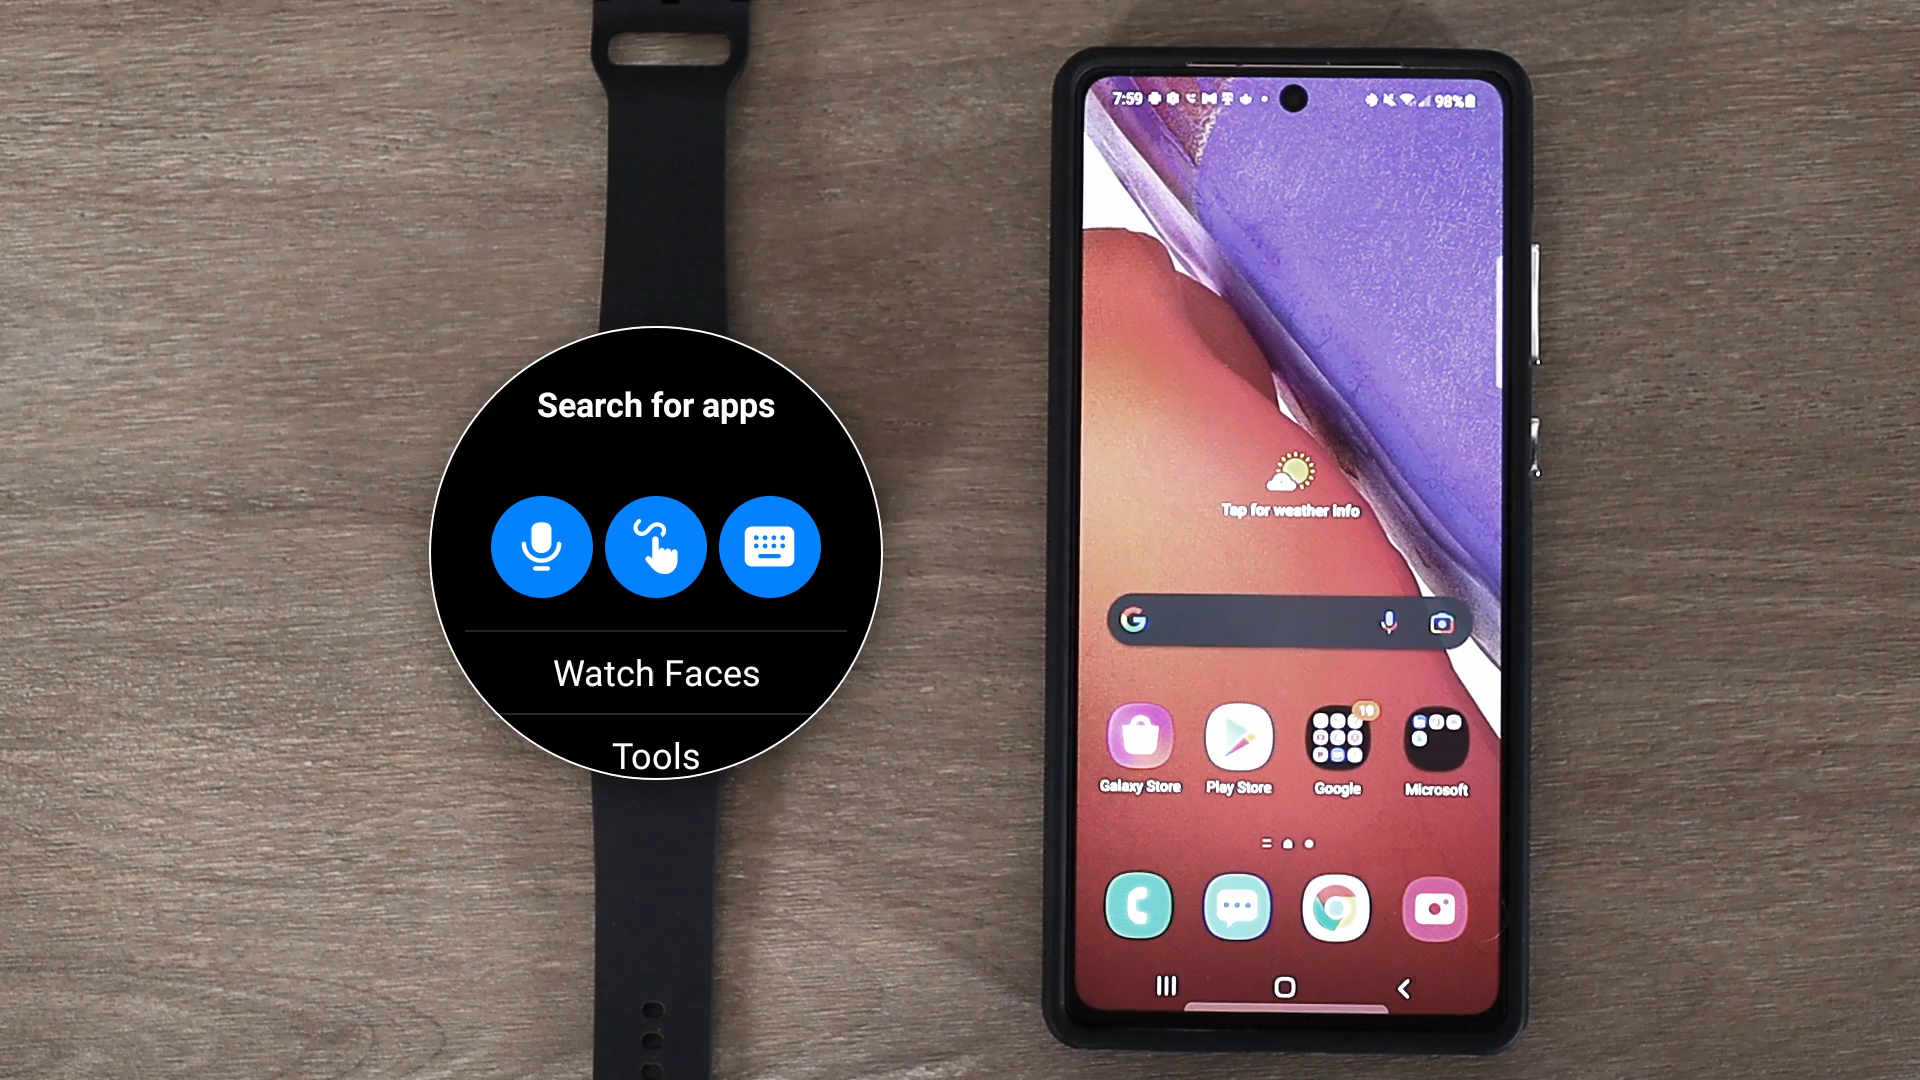 Search for apps
Watch Faces
Tools
7:59
98%
Tap for weather info
G
19
Galaxy Store
Play Store
Google
Microsoft